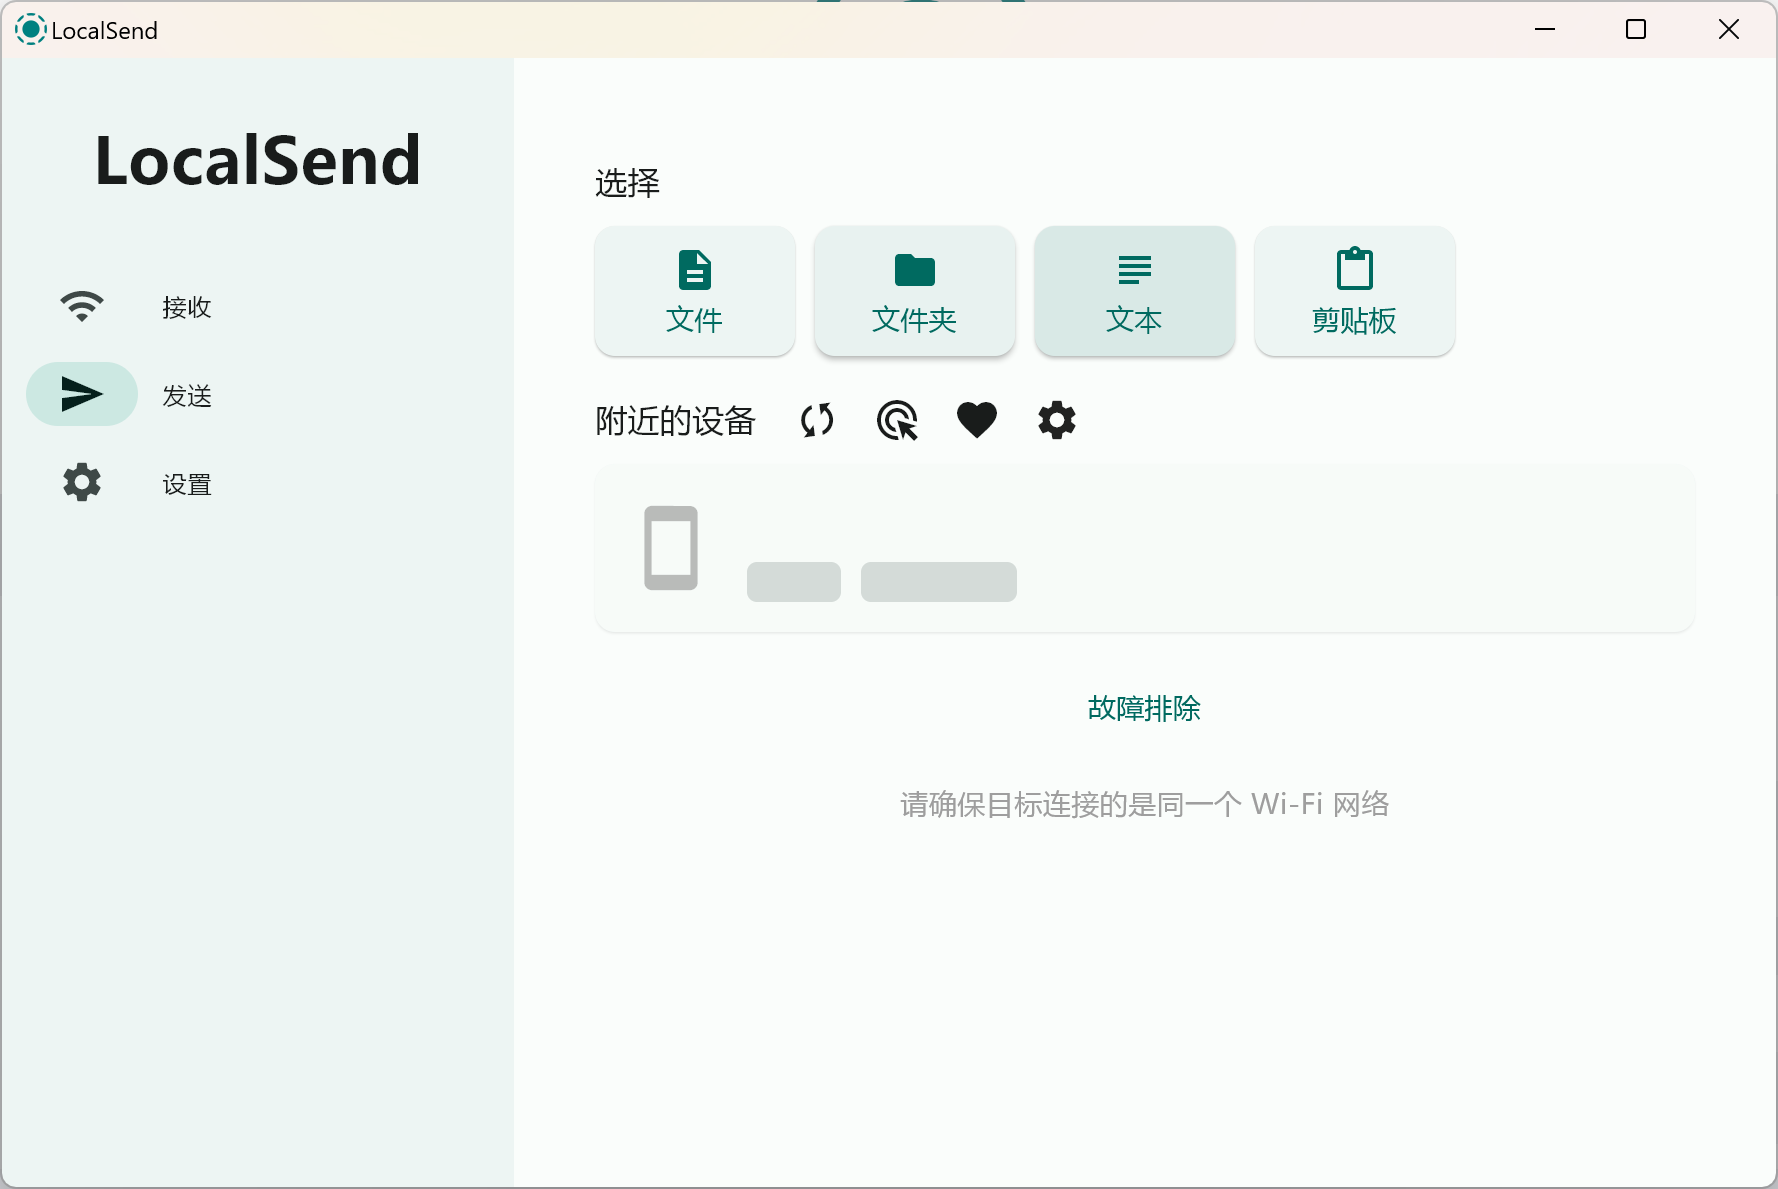 LocalSend
LocalSend
接收
发送
设置
选择
文件
文件夹
文本
剪贴板
附近的设备
故障排除
请确保目标连接的是同一个 Wi-Fi 网络